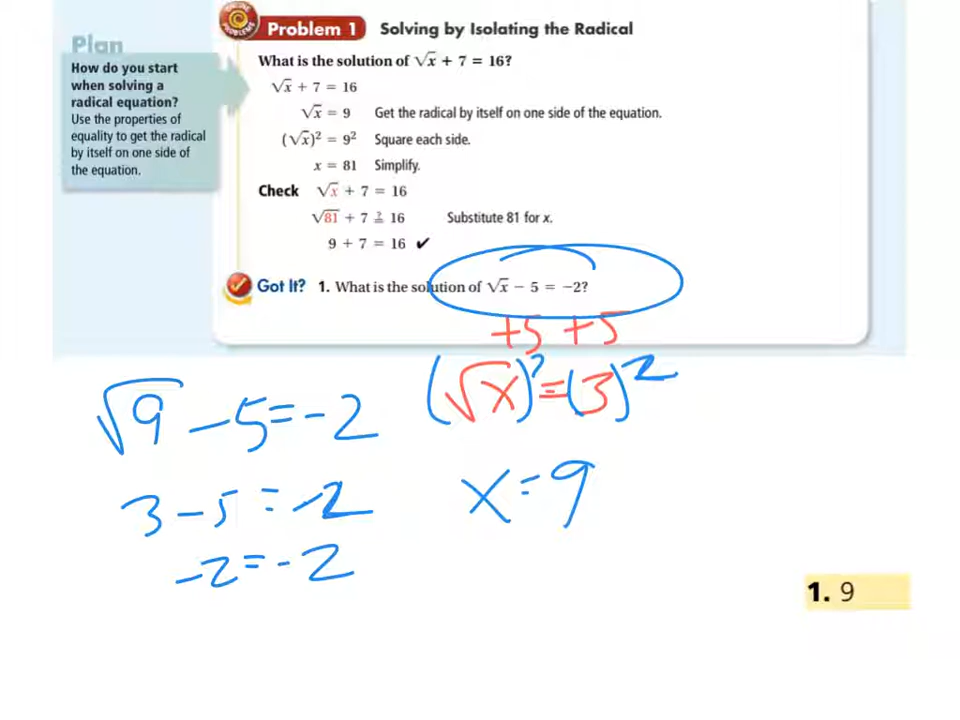 Problem 1 Solving by Isolating the Radical
Plan
How do you start
when solving a
radical equation?
Use the properties of
equality to get the radical
by itself on one side of
the equation.
What is the solution of √x + 7 = 16?
√x + 7 = 16
√x = 9 Get the radical by itself on one side of the equation.
(√x)² = 9² Square each side.
x = 81 Simplify.
Check √x + 7 = 16
√81 + 7 ≟ 16 Substitute 81 for x.
9 + 7 = 16 ✔
Got It? 1. What is the solution of √x − 5 = −2?
+5 +5
(√x)² = (3)²
x = 9
√9 − 5 = −2
3 − 5 = −2
−2 = −2
1. 9